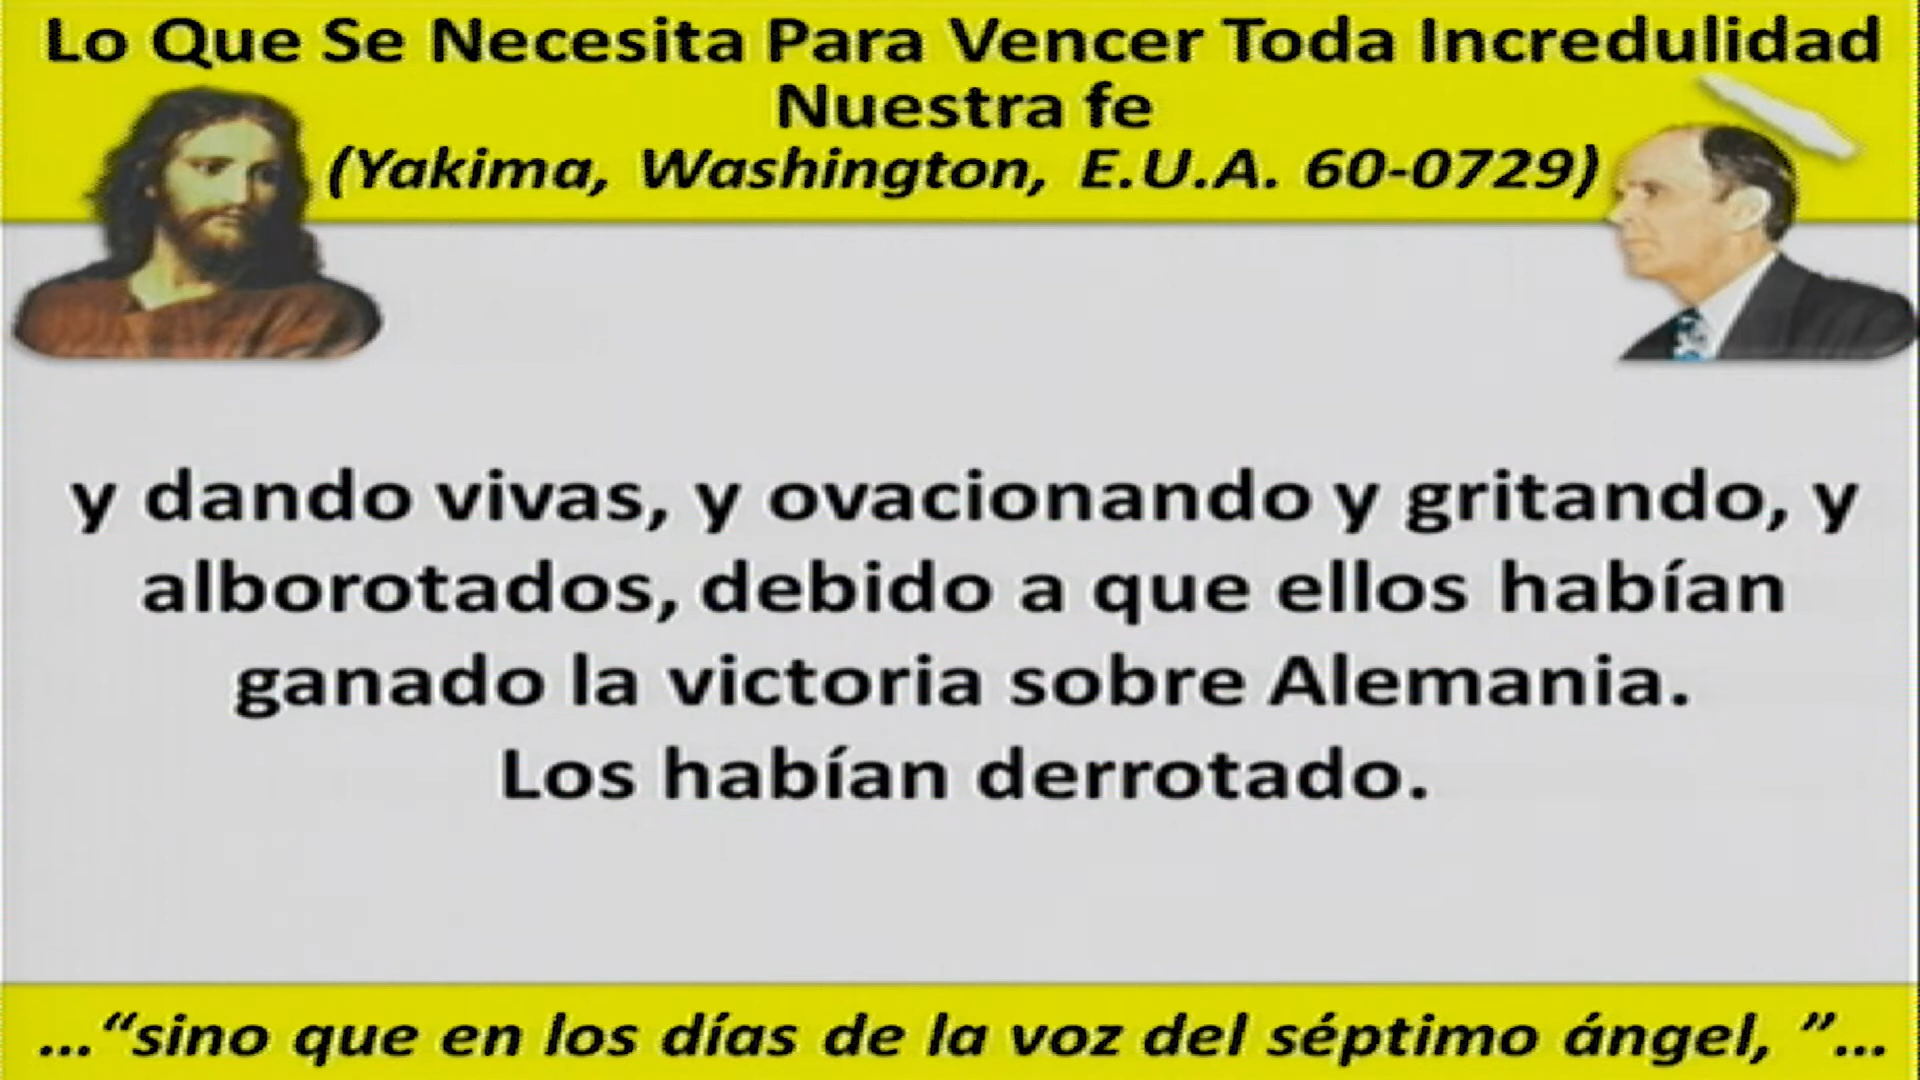 Lo Que Se Necesita Para Vencer Toda Incredulidad
Nuestra fe
(Yakima, Washington, E.U.A. 60-0729)
y dando vivas, y ovacionando y gritando, y
alborotados, debido a que ellos habían
ganado la victoria sobre Alemania.
Los habían derrotado.
...“sino que en los días de la voz del séptimo ángel, ”...